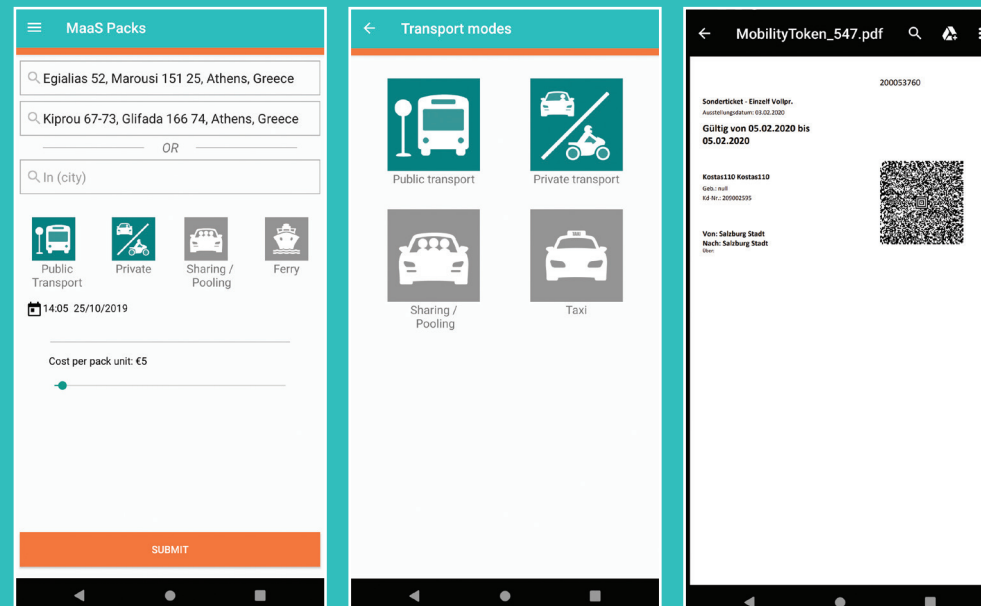 MaaS Packs
Egialias 52, Marousi 151 25, Athens, Greece
Kiprou 67-73, Glifada 166 74, Athens, Greece
OR
In (city)
Public
Transport
Private
Sharing /
Pooling
Ferry
14:05 25/10/2019
Cost per pack unit: €5
SUBMIT
Transport modes
Public transport
Private transport
Sharing /
Pooling
Taxi
MobilityToken_547.pdf
200053760
Sonderticket - Einzelf Vollpr.
Ausstellungsdatum: 03.02.2020
Gültig von 05.02.2020 bis
05.02.2020
Kostas110 Kostas110
Geb.: null
Kd-Nr.: 209002595
Von: Salzburg Stadt
Nach: Salzburg Stadt
Über: